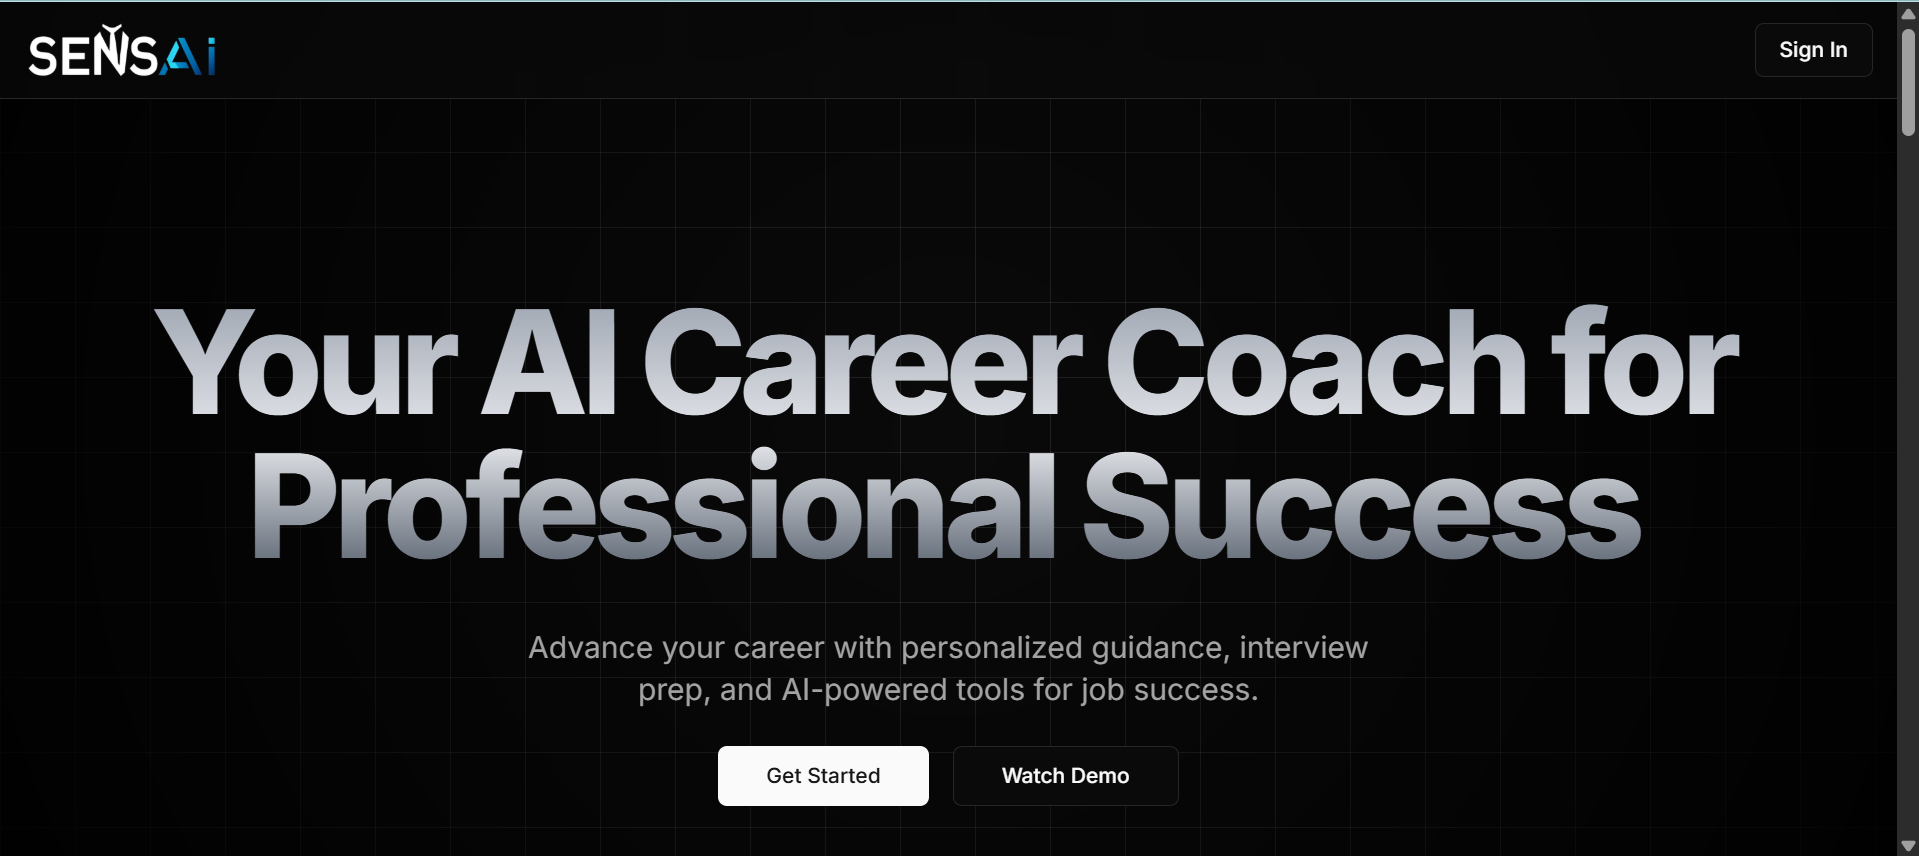 SENSAi
Sign In
Your AI Career Coach for
Professional Success
Advance your career with personalized guidance, interview
prep, and AI-powered tools for job success.
Get Started
Watch Demo